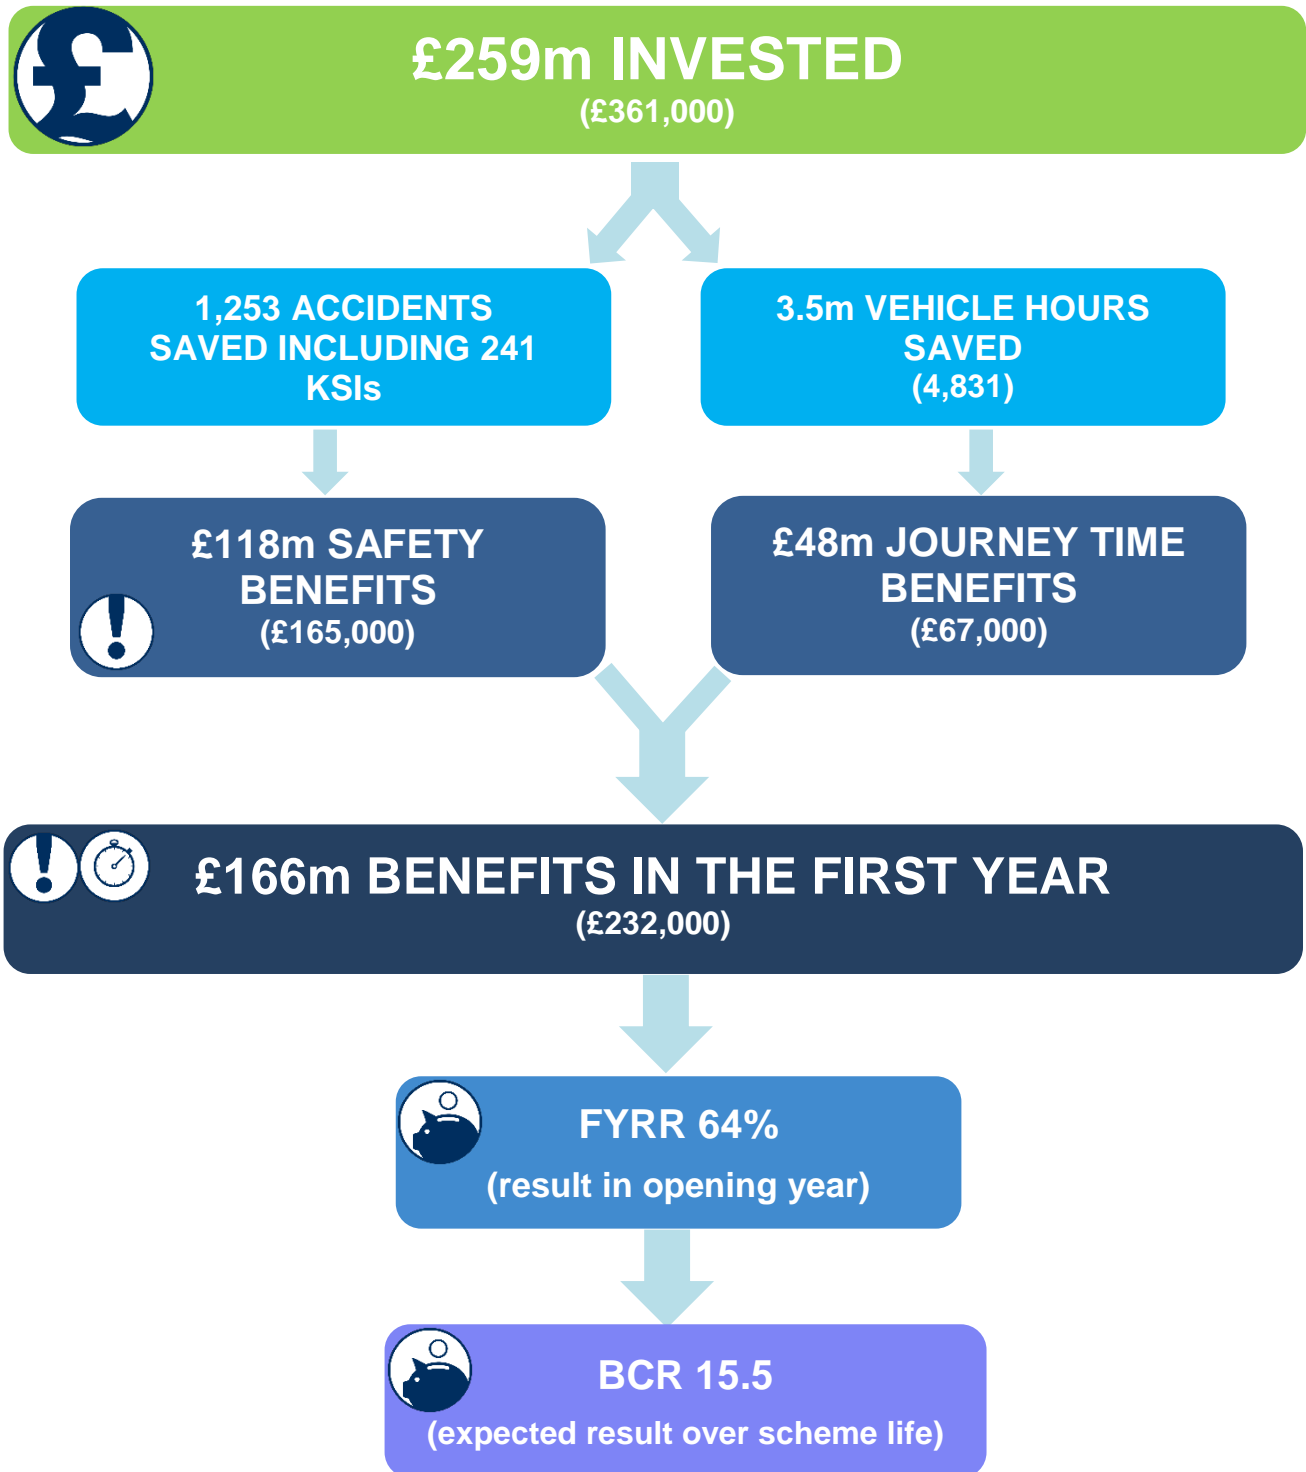 £259m INVESTED
(£361,000)
1,253 ACCIDENTS
SAVED INCLUDING 241
KSIs
3.5m VEHICLE HOURS
SAVED
(4,831)
£118m SAFETY
BENEFITS
(£165,000)
£48m JOURNEY TIME
BENEFITS
(£67,000)
£166m BENEFITS IN THE FIRST YEAR
(£232,000)
FYRR 64%
(result in opening year)
BCR 15.5
(expected result over scheme life)